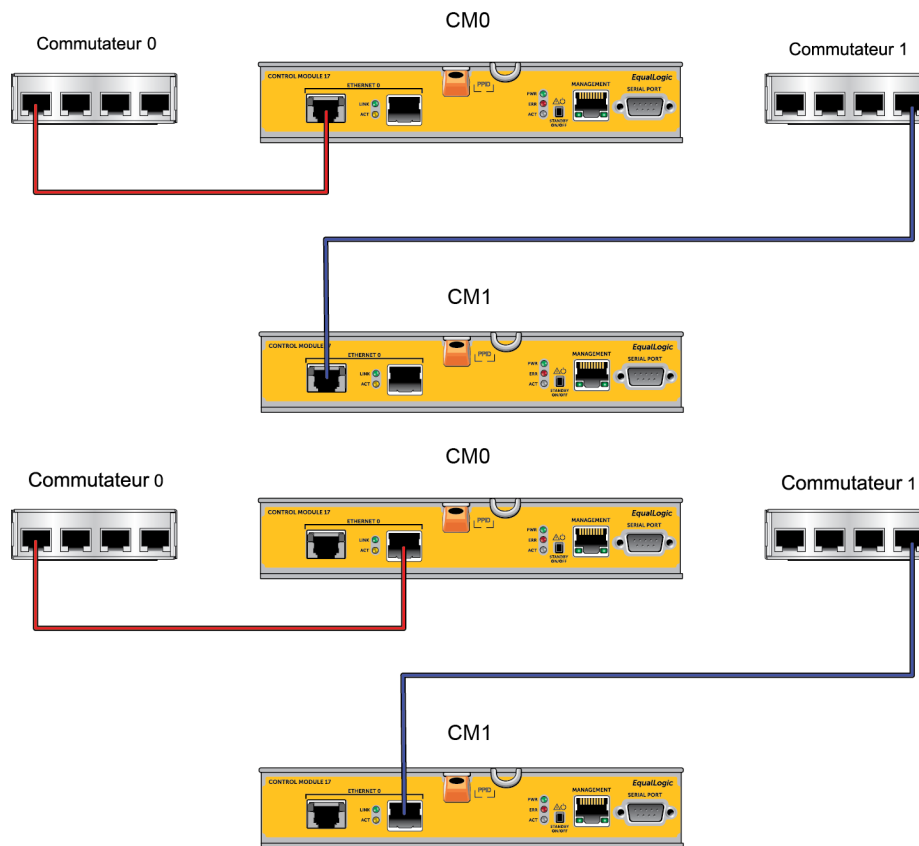 CM0
Commutateur 0
Commutateur 1
CONTROL MODULE 17
EqualLogic
ETHERNET 0
PPID
MANAGEMENT
SERIAL PORT
LINK
ACT
PWR
ERR
ACT
STANDBY
ON/OFF
CM1
CONTROL MODULE 17
EqualLogic
ETHERNET 0
PPID
MANAGEMENT
SERIAL PORT
LINK
ACT
PWR
ERR
ACT
STANDBY
ON/OFF
CM0
Commutateur 0
Commutateur 1
CONTROL MODULE 17
EqualLogic
ETHERNET 0
PPID
MANAGEMENT
SERIAL PORT
LINK
ACT
PWR
ERR
ACT
STANDBY
ON/OFF
CM1
CONTROL MODULE 17
EqualLogic
ETHERNET 0
PPID
MANAGEMENT
SERIAL PORT
LINK
ACT
PWR
ERR
ACT
STANDBY
ON/OFF